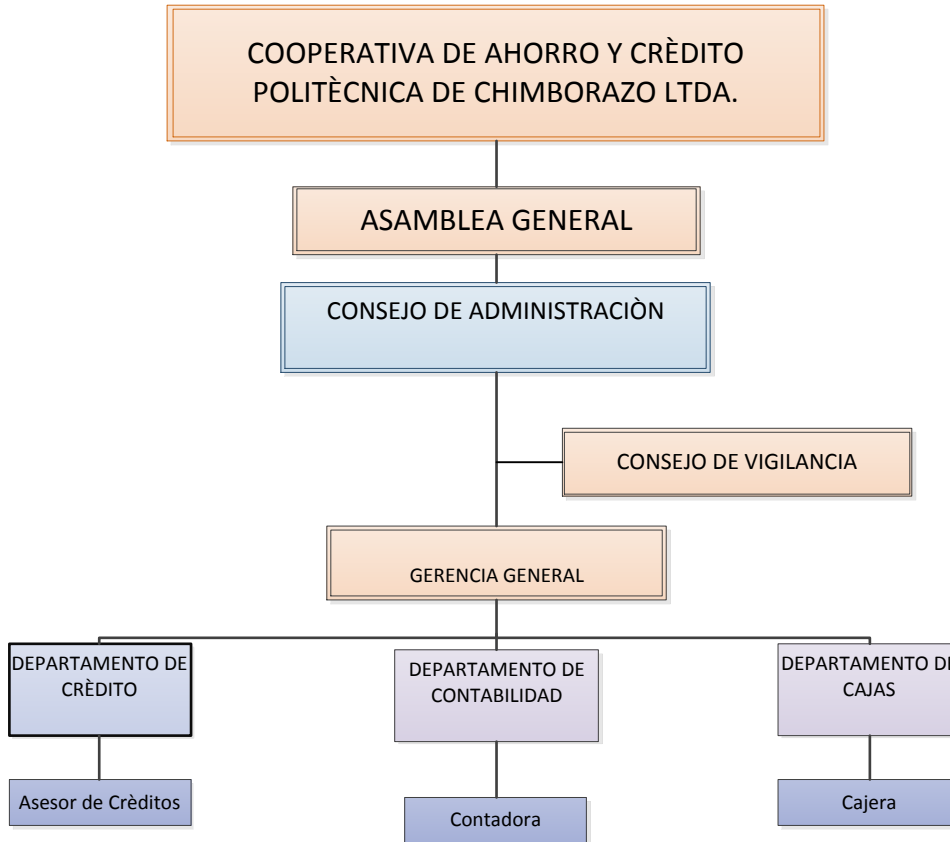 COOPERATIVA DE AHORRO Y CRÈDITO
POLITÈCNICA DE CHIMBORAZO LTDA.
ASAMBLEA GENERAL
CONSEJO DE ADMINISTRACIÒN
CONSEJO DE VIGILANCIA
GERENCIA GENERAL
DEPARTAMENTO DE
CRÈDITO
DEPARTAMENTO DE
CONTABILIDAD
DEPARTAMENTO DE
CAJAS
Asesor de Crèditos
Contadora
Cajera